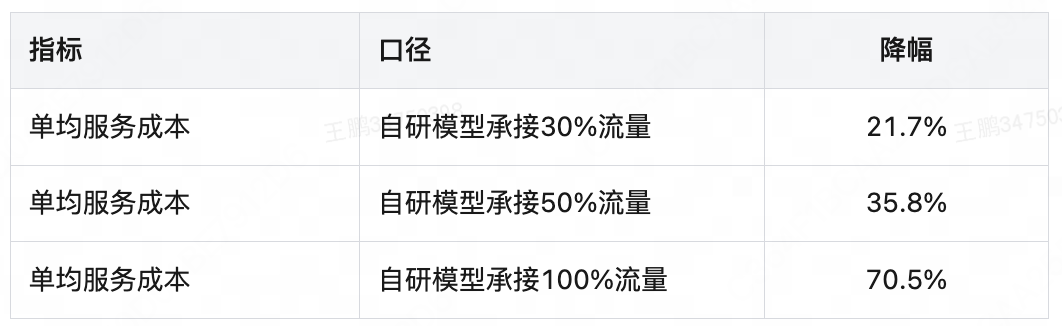 指标 口径 降幅
单均服务成本 自研模型承接30%流量 21.7%
单均服务成本 自研模型承接50%流量 35.8%
单均服务成本 自研模型承接100%流量 70.5%